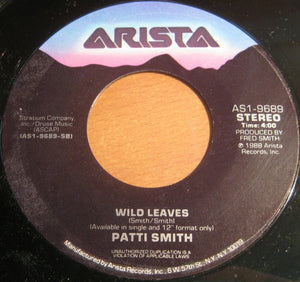 ARISTA
AS1-9689
STEREO
Time: 4:00
PRODUCED BY
FRED SMITH
℗ 1988 Arista
Records, Inc.
Stratium Company,
Inc./Druse Music
(ASCAP)
(AS1-9689-SB)
WILD LEAVES
(Smith/Smith)
(Available in single and 12" format only)
PATTI SMITH
UNAUTHORIZED DUPLICATION IS A
VIOLATION OF APPLICABLE LAWS
Manufactured by Arista Records, Inc., 6 W. 57th St., N.Y., N.Y. 10019